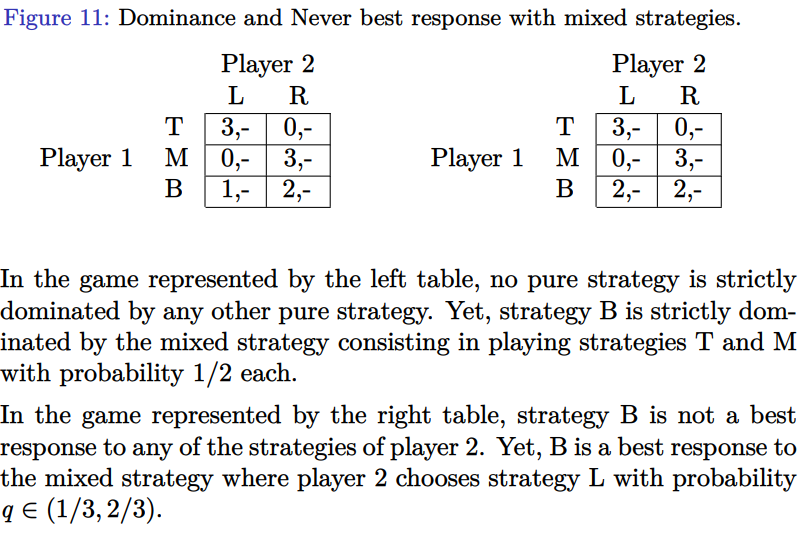 Figure 11: Dominance and Never best response with mixed strategies.
Player 2 Player 2
L R L R
T 3,- 0,- T 3,- 0,-
Player 1 M 0,- 3,- Player 1 M 0,- 3,-
B 1,- 2,- B 2,- 2,-
In the game represented by the left table, no pure strategy is strictly
dominated by any other pure strategy. Yet, strategy B is strictly dom-
inated by the mixed strategy consisting in playing strategies T and M
with probability 1/2 each.
In the game represented by the right table, strategy B is not a best
response to any of the strategies of player 2. Yet, B is a best response to
the mixed strategy where player 2 chooses strategy L with probability
q ∈ (1/3, 2/3).